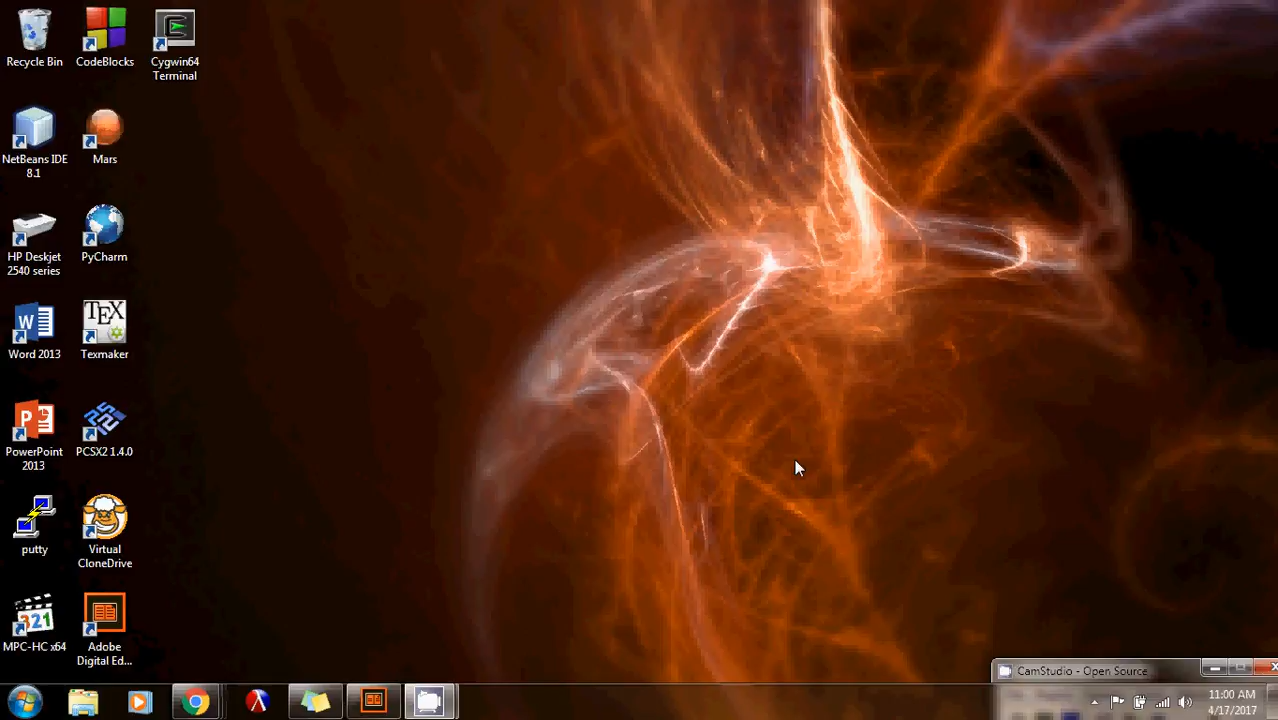 Recycle Bin
CodeBlocks
Cygwin64
Terminal
NetBeans IDE
8.1
Mars
HP Deskjet
2540 series
PyCharm
W
Word 2013
TEX
Texmaker
P
PowerPoint
2013
PCSX2 1.4.0
putty
Virtual
CloneDrive
321
MPC-HC x64
Adobe
Digital Ed...
CamStudio - Open Source
11:00 AM
4/17/2017